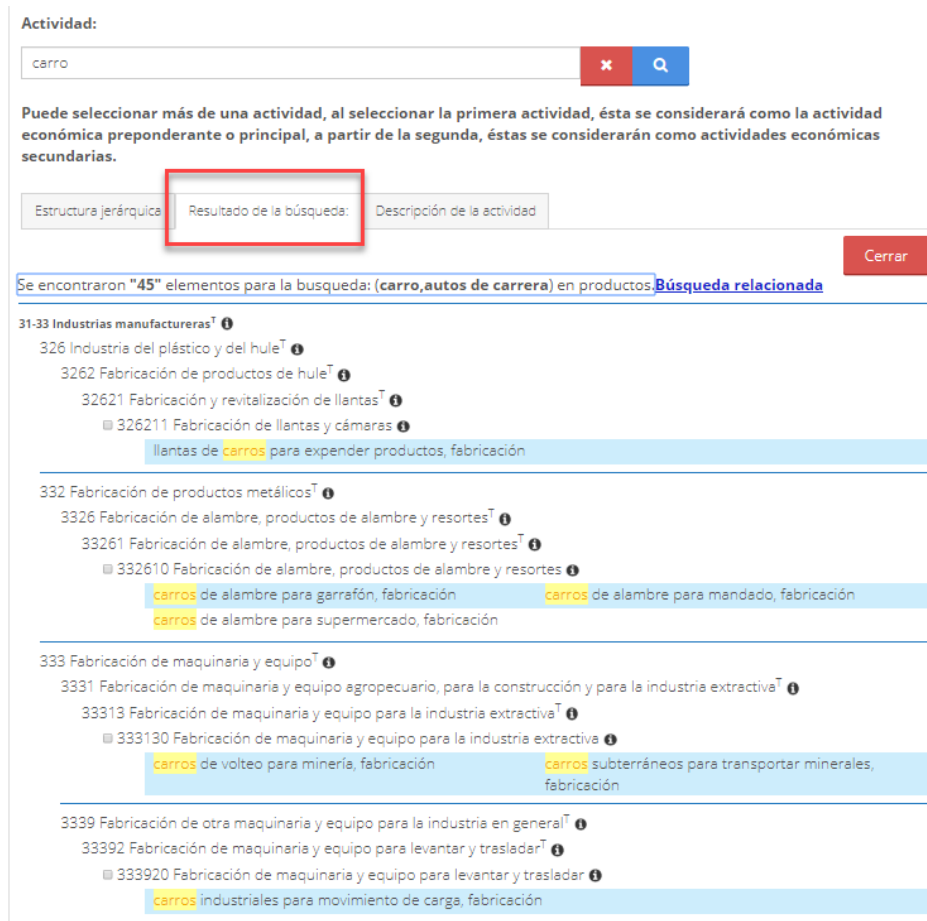 Actividad:
carro
Puede seleccionar más de una actividad, al seleccionar la primera actividad, ésta se considerará como la actividad
económica preponderante o principal, a partir de la segunda, éstas se considerarán como actividades económicas
secundarias.
Estructura jerárquica Resultado de la búsqueda: Descripción de la actividad
Cerrar
Se encontraron "45" elementos para la busqueda: (carro,autos de carrera) en productos.Búsqueda relacionada
31-33 Industrias manufacturerasᵀ
326 Industria del plástico y del huleᵀ
3262 Fabricación de productos de huleᵀ
32621 Fabricación y revitalización de llantasᵀ
326211 Fabricación de llantas y cámaras
llantas de carros para expender productos, fabricación
332 Fabricación de productos metálicosᵀ
3326 Fabricación de alambre, productos de alambre y resortesᵀ
33261 Fabricación de alambre, productos de alambre y resortesᵀ
332610 Fabricación de alambre, productos de alambre y resortes
carros de alambre para garrafón, fabricación carros de alambre para mandado, fabricación
carros de alambre para supermercado, fabricación
333 Fabricación de maquinaria y equipoᵀ
3331 Fabricación de maquinaria y equipo agropecuario, para la construcción y para la industria extractivaᵀ
33313 Fabricación de maquinaria y equipo para la industria extractivaᵀ
333130 Fabricación de maquinaria y equipo para la industria extractiva
carros de volteo para minería, fabricación carros subterráneos para transportar minerales,
fabricación
3339 Fabricación de otra maquinaria y equipo para la industria en generalᵀ
33392 Fabricación de maquinaria y equipo para levantar y trasladarᵀ
333920 Fabricación de maquinaria y equipo para levantar y trasladar
carros industriales para movimiento de carga, fabricación